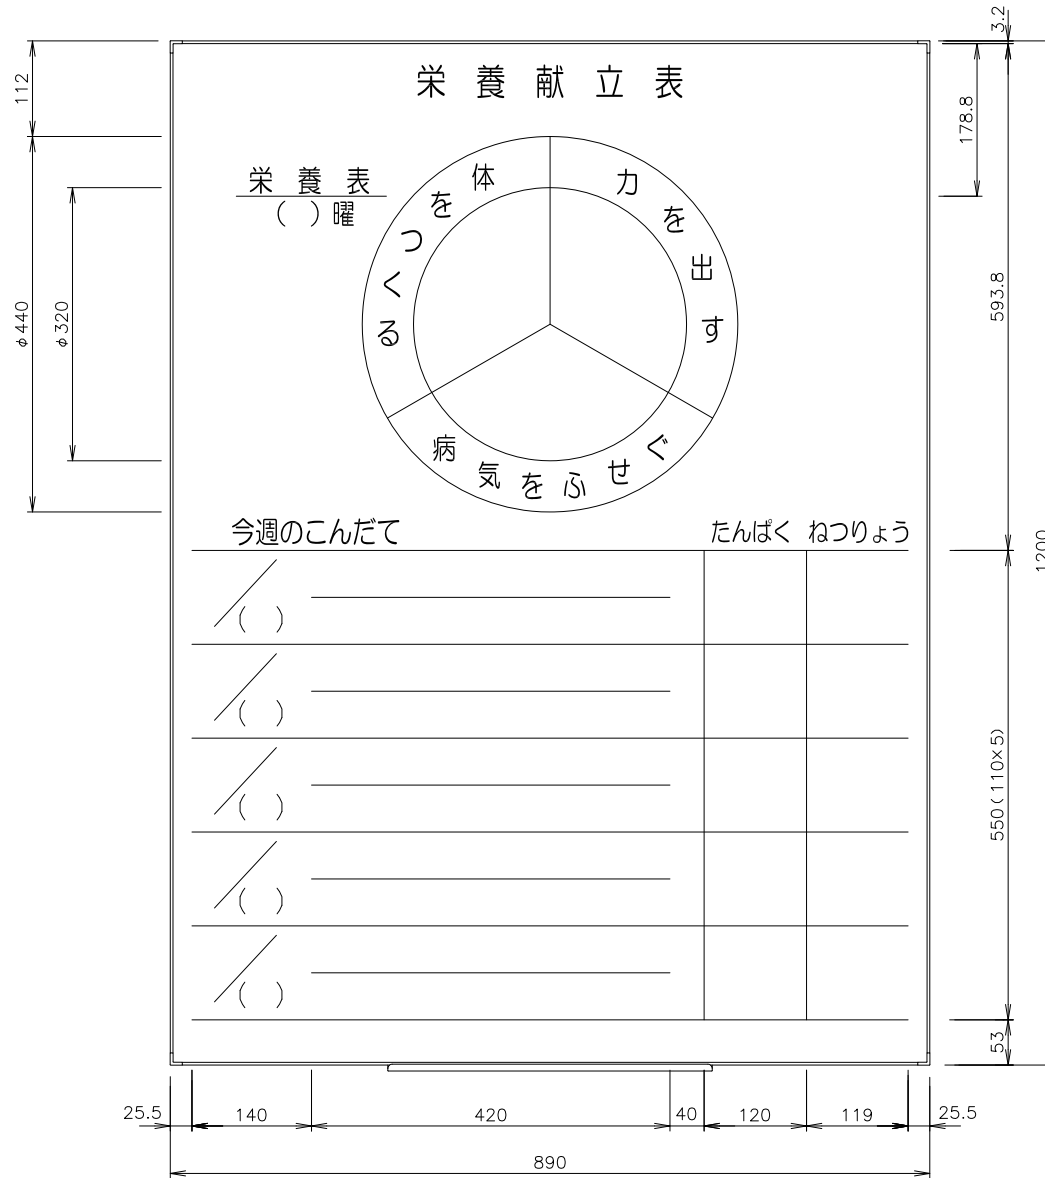 栄養献立表
栄養表
( )曜
体をつくる
力を出す
病気をふせぐ
今週のこんだて たんぱく ねつりょう
( )
( )
( )
( )
( )
112
φ440
φ320
3.2
178.8
593.8
1200
550(110×5)
53
25.5 140 420 40 120 119 25.5
890